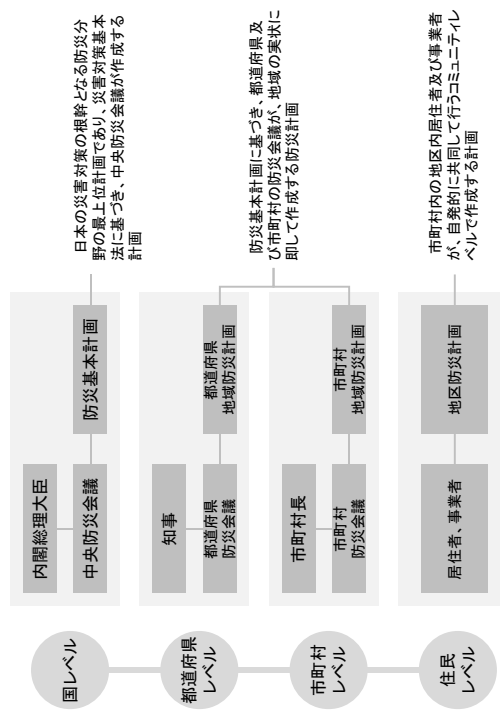 国レベル
内閣総理大臣
中央防災会議
防災基本計画
日本の災害対策の根幹となる防災分
野の最上位計画であり、災害対策基本
法に基づき、中央防災会議が作成する
計画
都道府県
レベル
知事
都道府県
防災会議
都道府県
地域防災計画
防災基本計画に基づき、都道府県及
び市町村の防災会議が、地域の実状に
即して作成する防災計画
市町村
レベル
市町村長
市町村
防災会議
市町村
地域防災計画
住民
レベル
居住者、事業者
地区防災計画
市町村内の地区内居住者及び事業者
が、自発的に共同して行うコミュニティレ
ベルで作成する計画